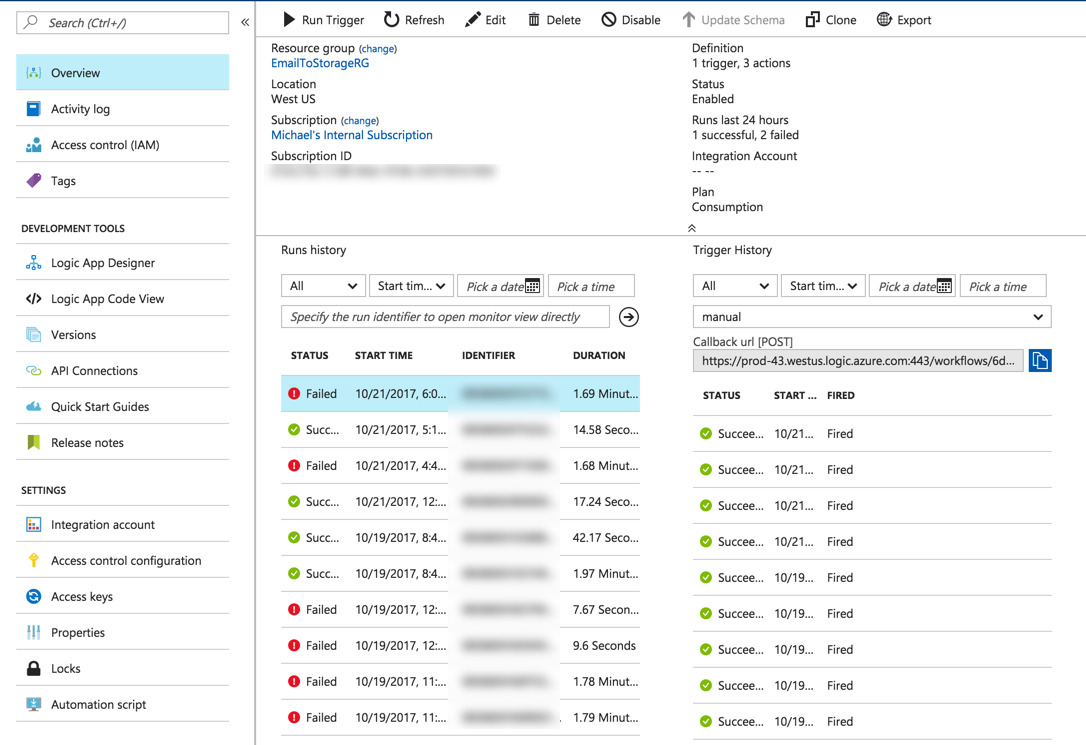 Search (Ctrl+/)
«
Overview
Activity log
Access control (IAM)
Tags
DEVELOPMENT TOOLS
Logic App Designer
Logic App Code View
Versions
API Connections
Quick Start Guides
Release notes
SETTINGS
Integration account
Access control configuration
Access keys
Properties
Locks
Automation script
Run Trigger Refresh Edit Delete Disable Update Schema Clone Export
Resource group (change)
EmailToStorageRG
Location
West US
Subscription (change)
Michael's Internal Subscription
Subscription ID
Definition
1 trigger, 3 actions
Status
Enabled
Runs last 24 hours
1 successful, 2 failed
Integration Account
-- --
Plan
Consumption
Runs history
All Start tim... Pick a date Pick a time
Specify the run identifier to open monitor view directly
STATUS START TIME IDENTIFIER DURATION
Failed 10/21/2017, 6:0... 1.69 Minut...
Succ... 10/21/2017, 5:1... 14.58 Seco...
Failed 10/21/2017, 4:4... 1.68 Minut...
Succ... 10/21/2017, 12:... 17.24 Seco...
Succ... 10/19/2017, 8:4... 42.17 Seco...
Succ... 10/19/2017, 8:4... 1.97 Minut...
Failed 10/19/2017, 12:... 7.67 Secon...
Failed 10/19/2017, 12:... 9.6 Seconds
Failed 10/19/2017, 11:... 1.78 Minut...
Failed 10/19/2017, 11:... 1.79 Minut...
Trigger History
All Start tim... Pick a date Pick a time
manual
Callback url [POST]
https://prod-43.westus.logic.azure.com:443/workflows/6d...
STATUS START ... FIRED
Succee... 10/21... Fired
Succee... 10/21... Fired
Succee... 10/21... Fired
Succee... 10/21... Fired
Succee... 10/19... Fired
Succee... 10/19... Fired
Succee... 10/19... Fired
Succee... 10/19... Fired
Succee... 10/19... Fired